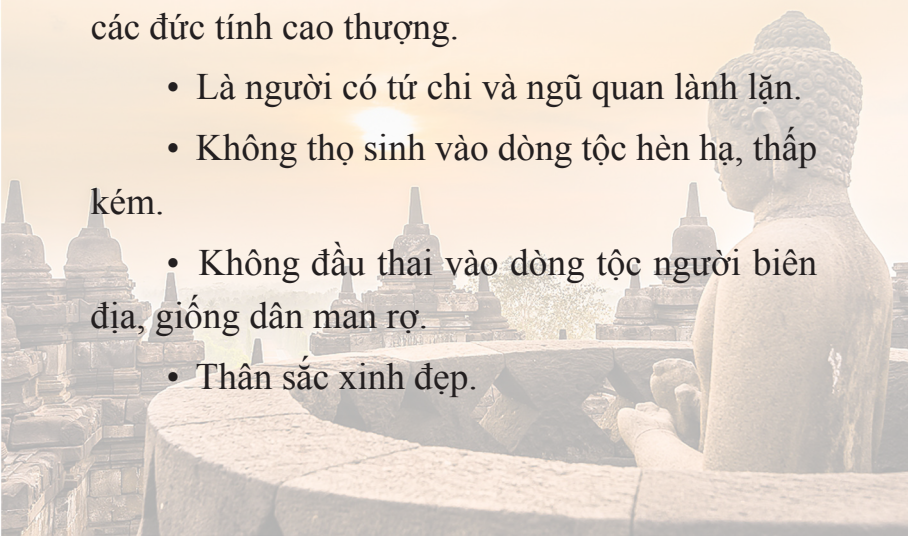 các đức tính cao thượng.
• Là người có tứ chi và ngũ quan lành lặn.
• Không thọ sinh vào dòng tộc hèn hạ, thấp
kém.
• Không đầu thai vào dòng tộc người biên
địa, giống dân man rợ.
• Thân sắc xinh đẹp.